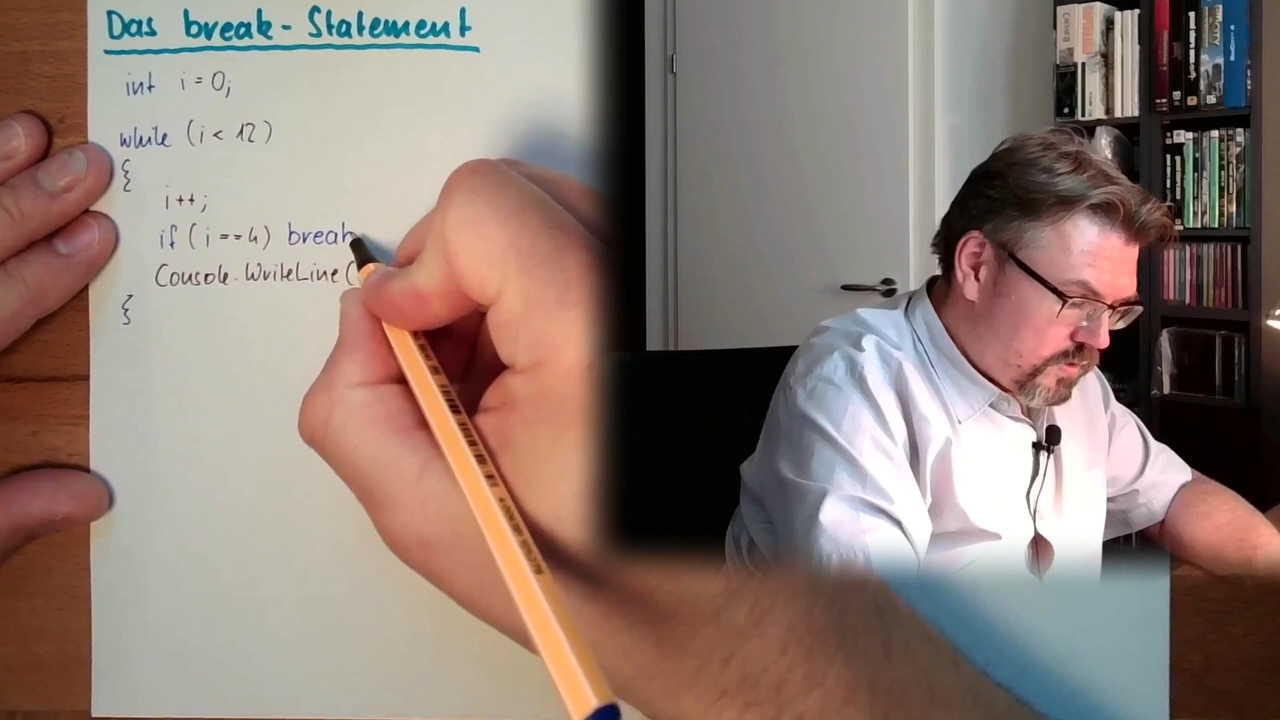 Das break-Statement
int i = 0;
while (i < 12)
{
i++;
if (i == 4) break
Console.WriteLine(
{